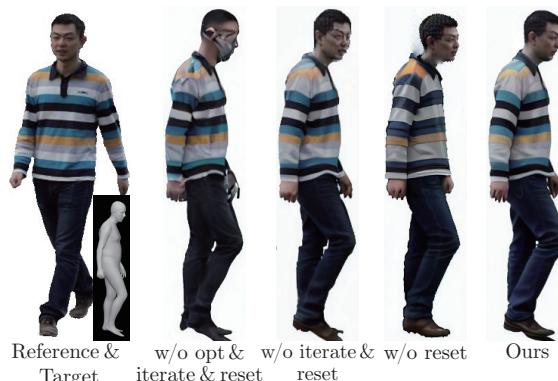 Reference &
Target
w/o opt &
iterate & reset
w/o iterate &
reset
w/o reset
Ours